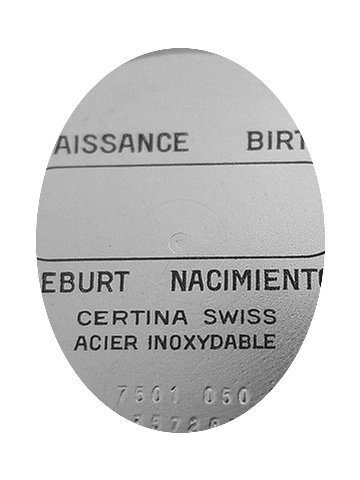 AISSANCE BIRT
EBURT NACIMIENTO
CERTINA SWISS
ACIER INOXYDABLE
7501 050